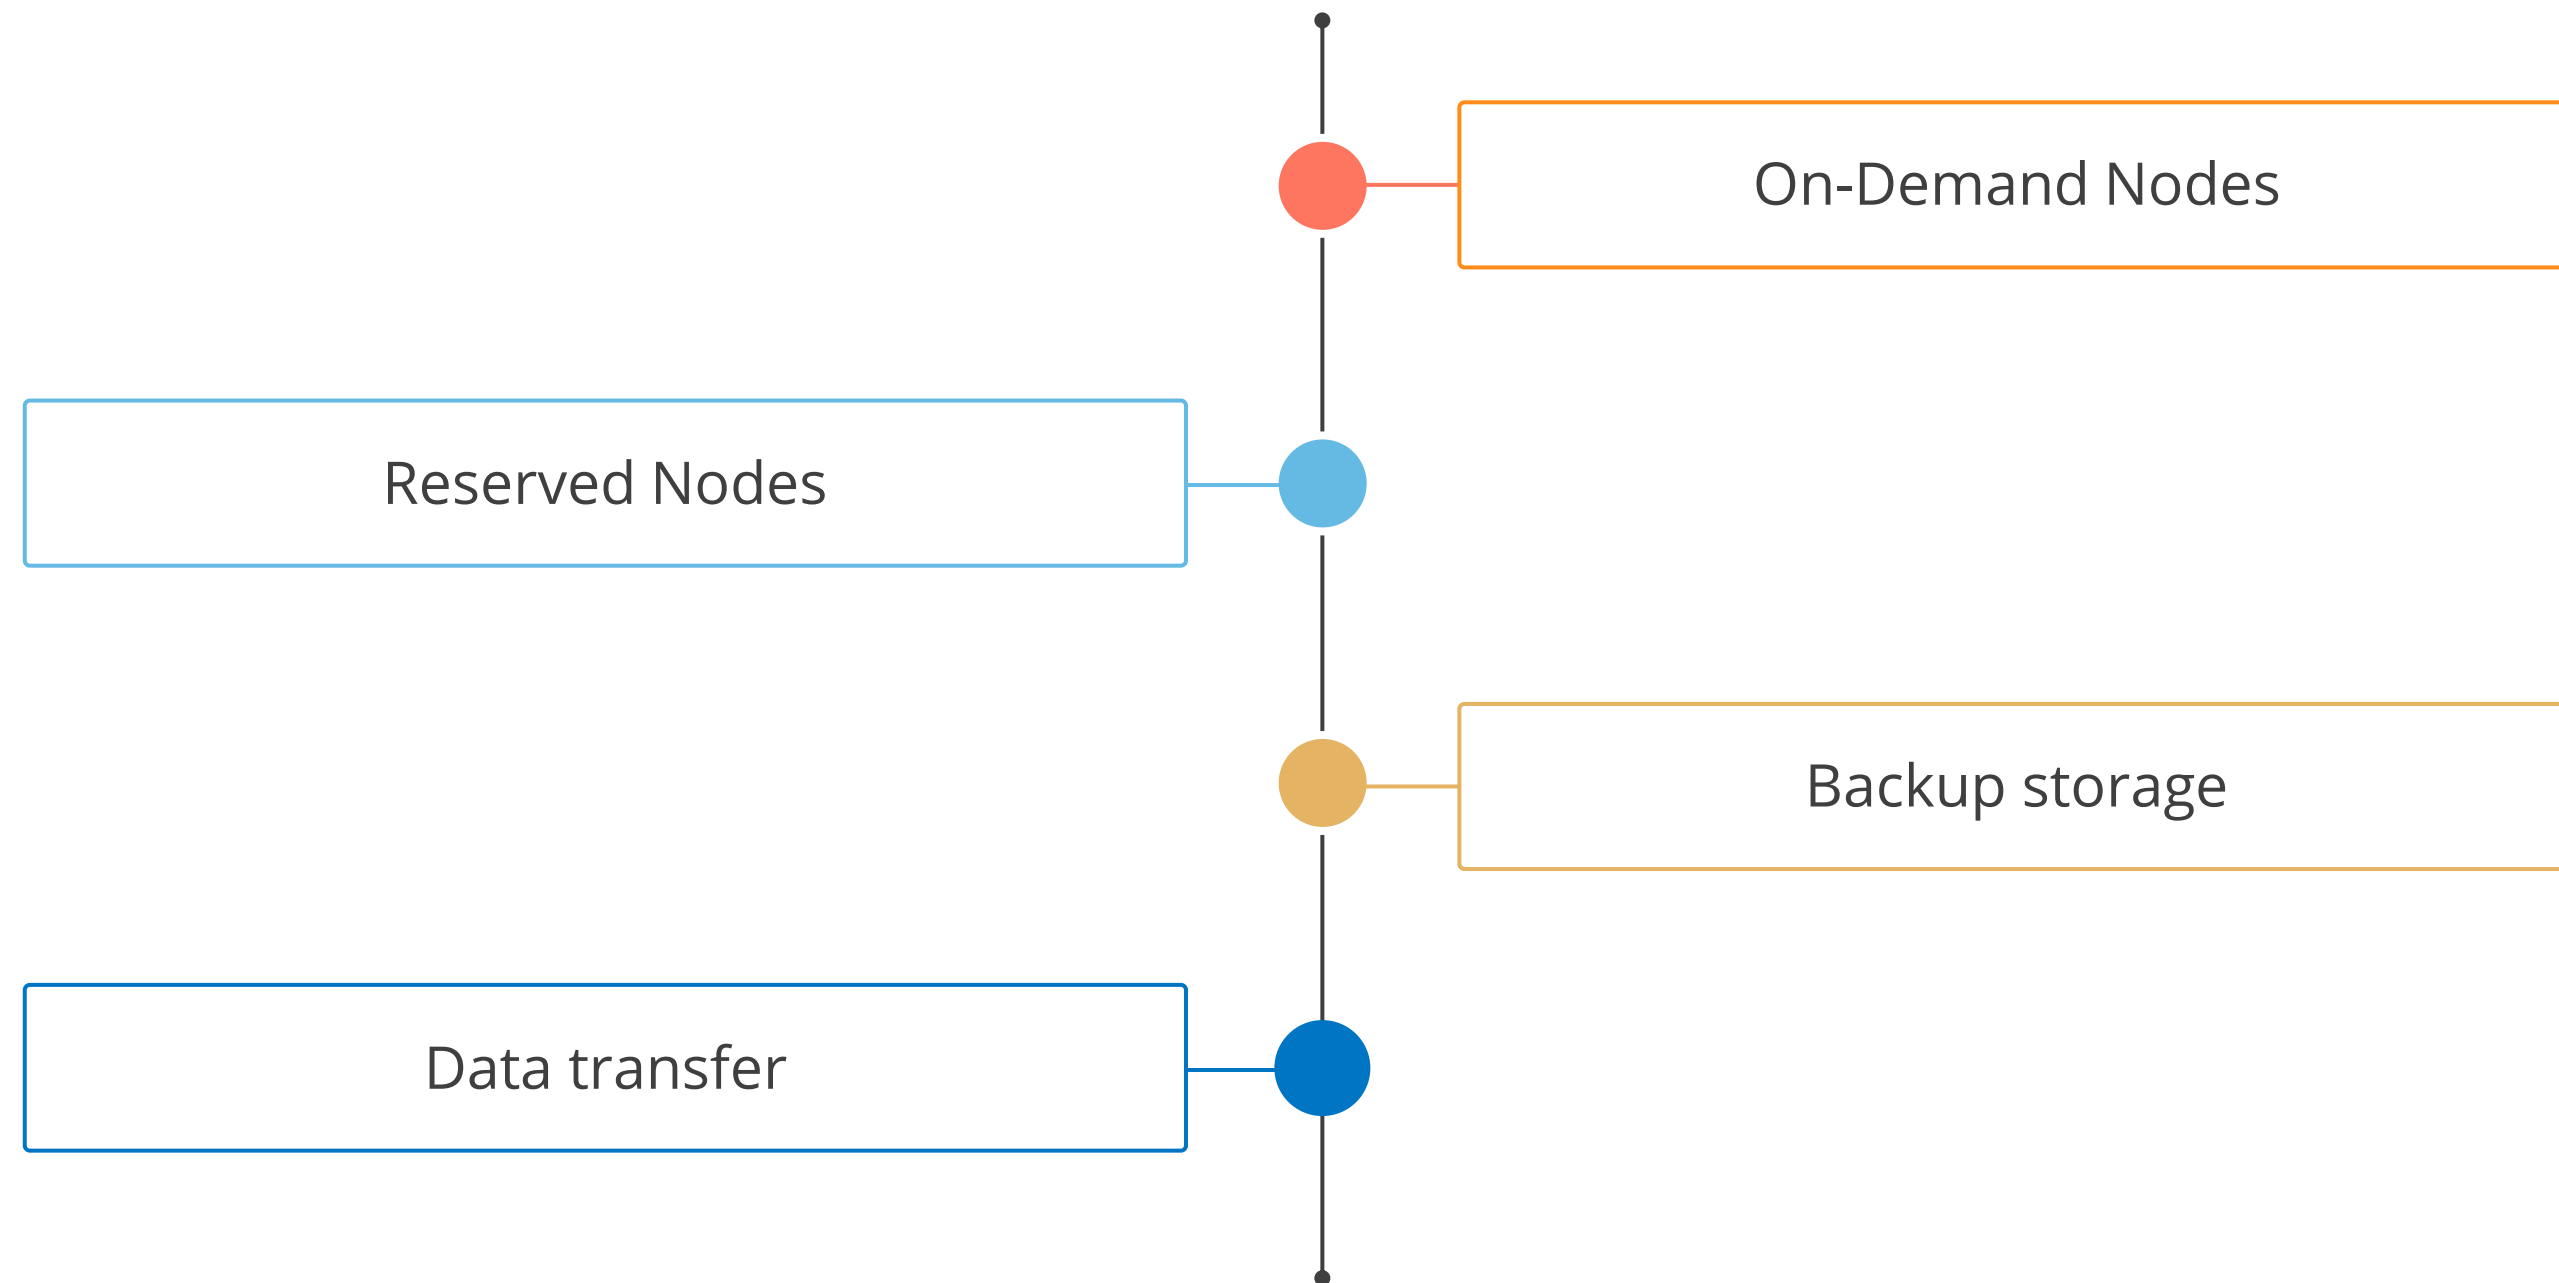 On-Demand Nodes
Reserved Nodes
Backup storage
Data transfer